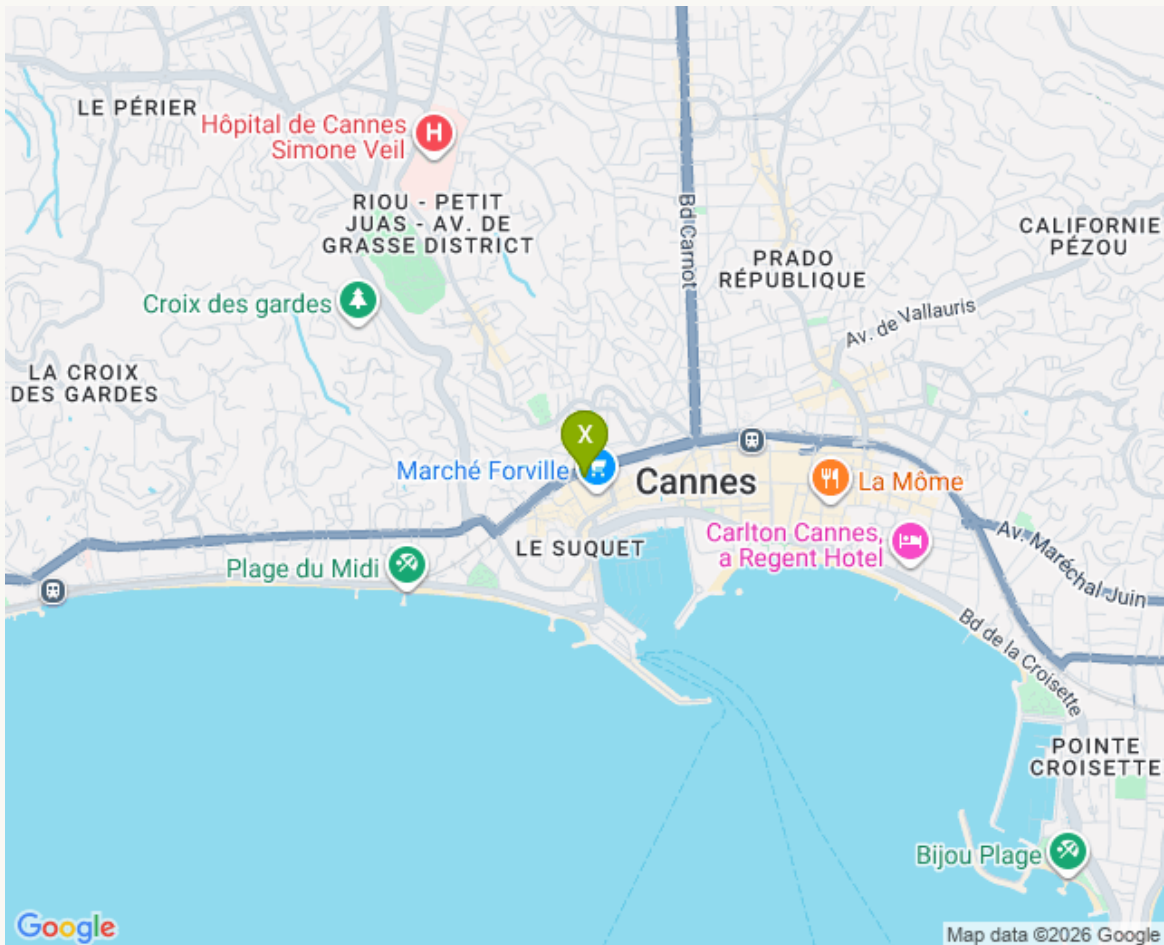 LE PÉRIER
Hôpital de Cannes
Simone Veil
H
RIOU - PETIT
JUAS - AV. DE
GRASSE DISTRICT
Bd Carnot
CALIFORNIE
PÉZOU
PRADO
RÉPUBLIQUE
Croix des gardes
Av. de Vallauris
LA CROIX
DES GARDES
X
Marché Forville
Cannes
La Môme
Carlton Cannes,
a Regent Hotel
LE SUQUET
Plage du Midi
Av. Maréchal Juin
Bd de la Croisette
POINTE
CROISETTE
Bijou Plage
Google
Map data ©2026 Google